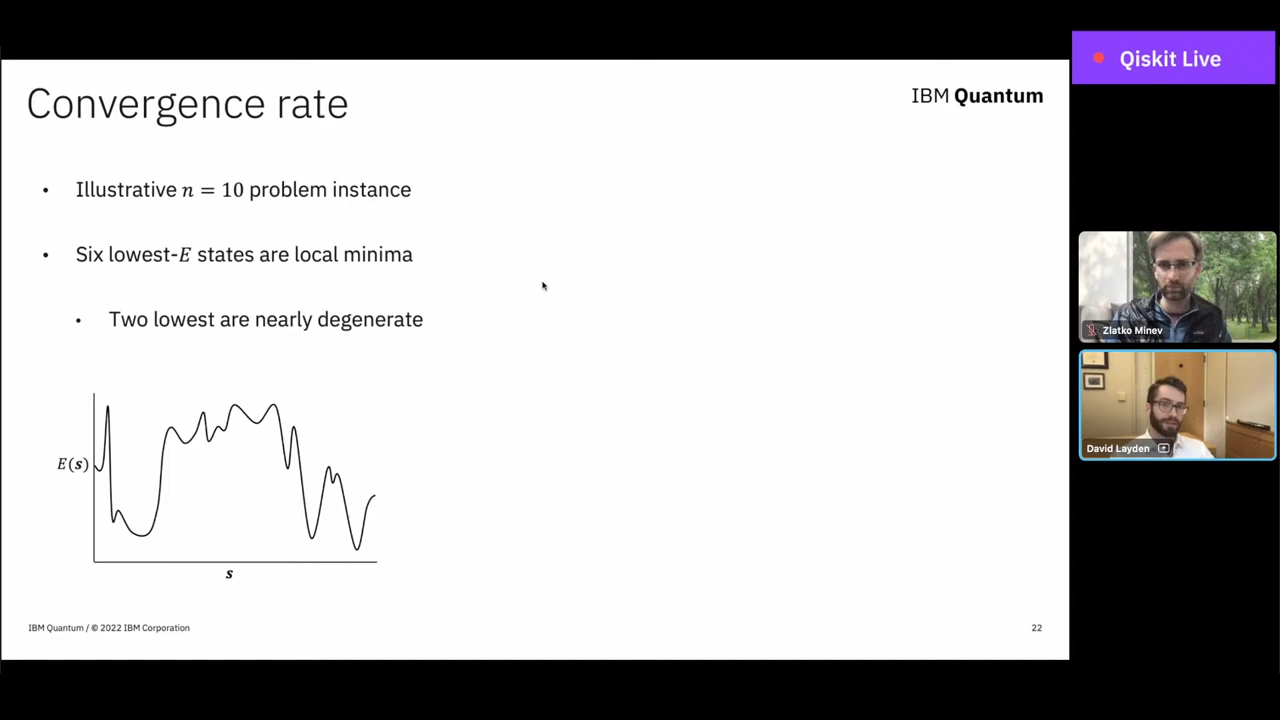 Qiskit Live
Convergence rate
IBM Quantum
• Illustrative n = 10 problem instance
• Six lowest-E states are local minima
• Two lowest are nearly degenerate
E(s)
s
IBM Quantum / © 2022 IBM Corporation
22
Zlatko Minev
David Layden